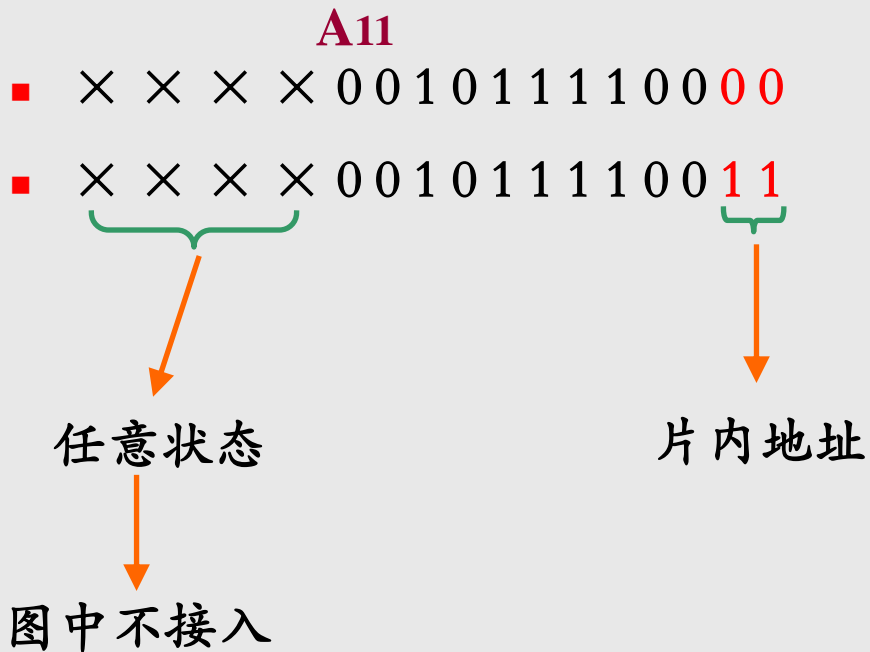 A11
▪ × × × × 0 0 1 0 1 1 1 1 0 0 0 0
▪ × × × × 0 0 1 0 1 1 1 1 0 0 1 1
任意状态 片内地址
图中不接入